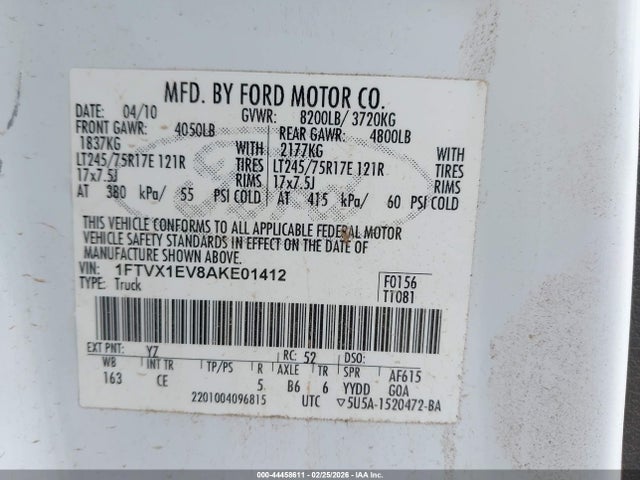 MFD. BY FORD MOTOR CO.
DATE: 04/10 GVWR: 8200LB/ 3720KG
FRONT GAWR: 4050LB REAR GAWR: 4800LB
1837KG WITH 2177KG WITH
LT245/75R17E 121R TIRES LT245/75R17E 121R TIRES
17x7.5J RIMS 17x7.5J RIMS
AT 380 kPa/ 55 PSI COLD AT 415 kPa/ 60 PSI COLD
THIS VEHICLE CONFORMS TO ALL APPLICABLE FEDERAL MOTOR
VEHICLE SAFETY STANDARDS IN EFFECT ON THE DATE OF
MANUFACTURE SHOWN ABOVE.
VIN: 1FTVX1EV8AKE01412 F0156
TYPE: Truck TT081
EXT PNT: YZ RC: 52 DSO:
WB INT TR TP/PS R AXLE TR SPR AF615
163 CE 5 B6 6 YYDD GOA
2201004096815 UTC ▽5U5A-1520472-BA
000-44458611 - 02/25/2026 - IAAI.COM